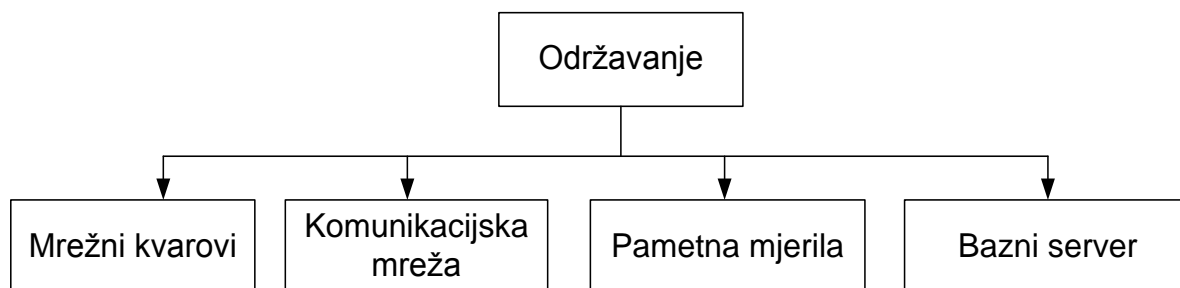 Održavanje
Mrežni kvarovi
Komunikacijska
mreža
Pametna mjerila
Bazni server